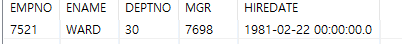 EMPNO ENAME DEPTNO MGR HIREDATE
7521 WARD 30 7698 1981-02-22 00:00:00.0